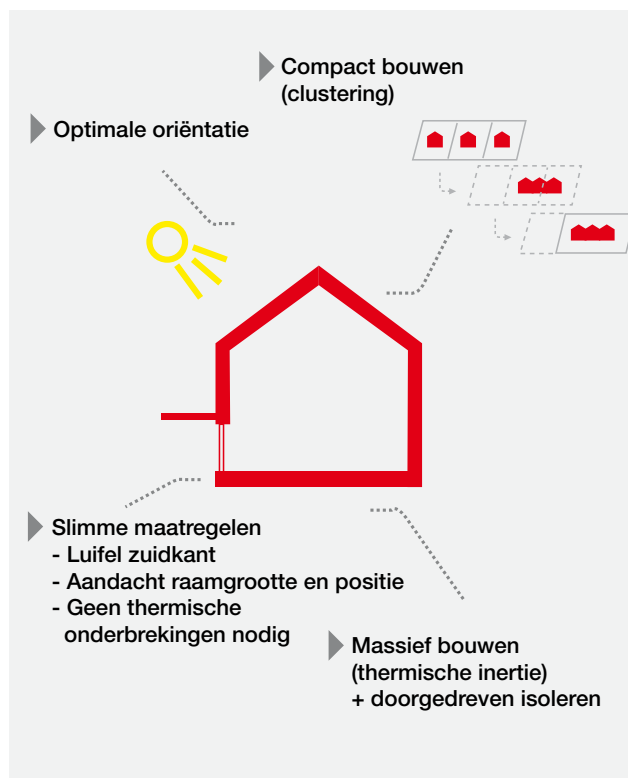 Compact bouwen
(clustering)
Optimale oriëntatie
Slimme maatregelen
- Luifel zuidkant
- Aandacht raamgrootte en positie
- Geen thermische
onderbrekingen nodig
Massief bouwen
(thermische inertie)
+ doorgedreven isoleren